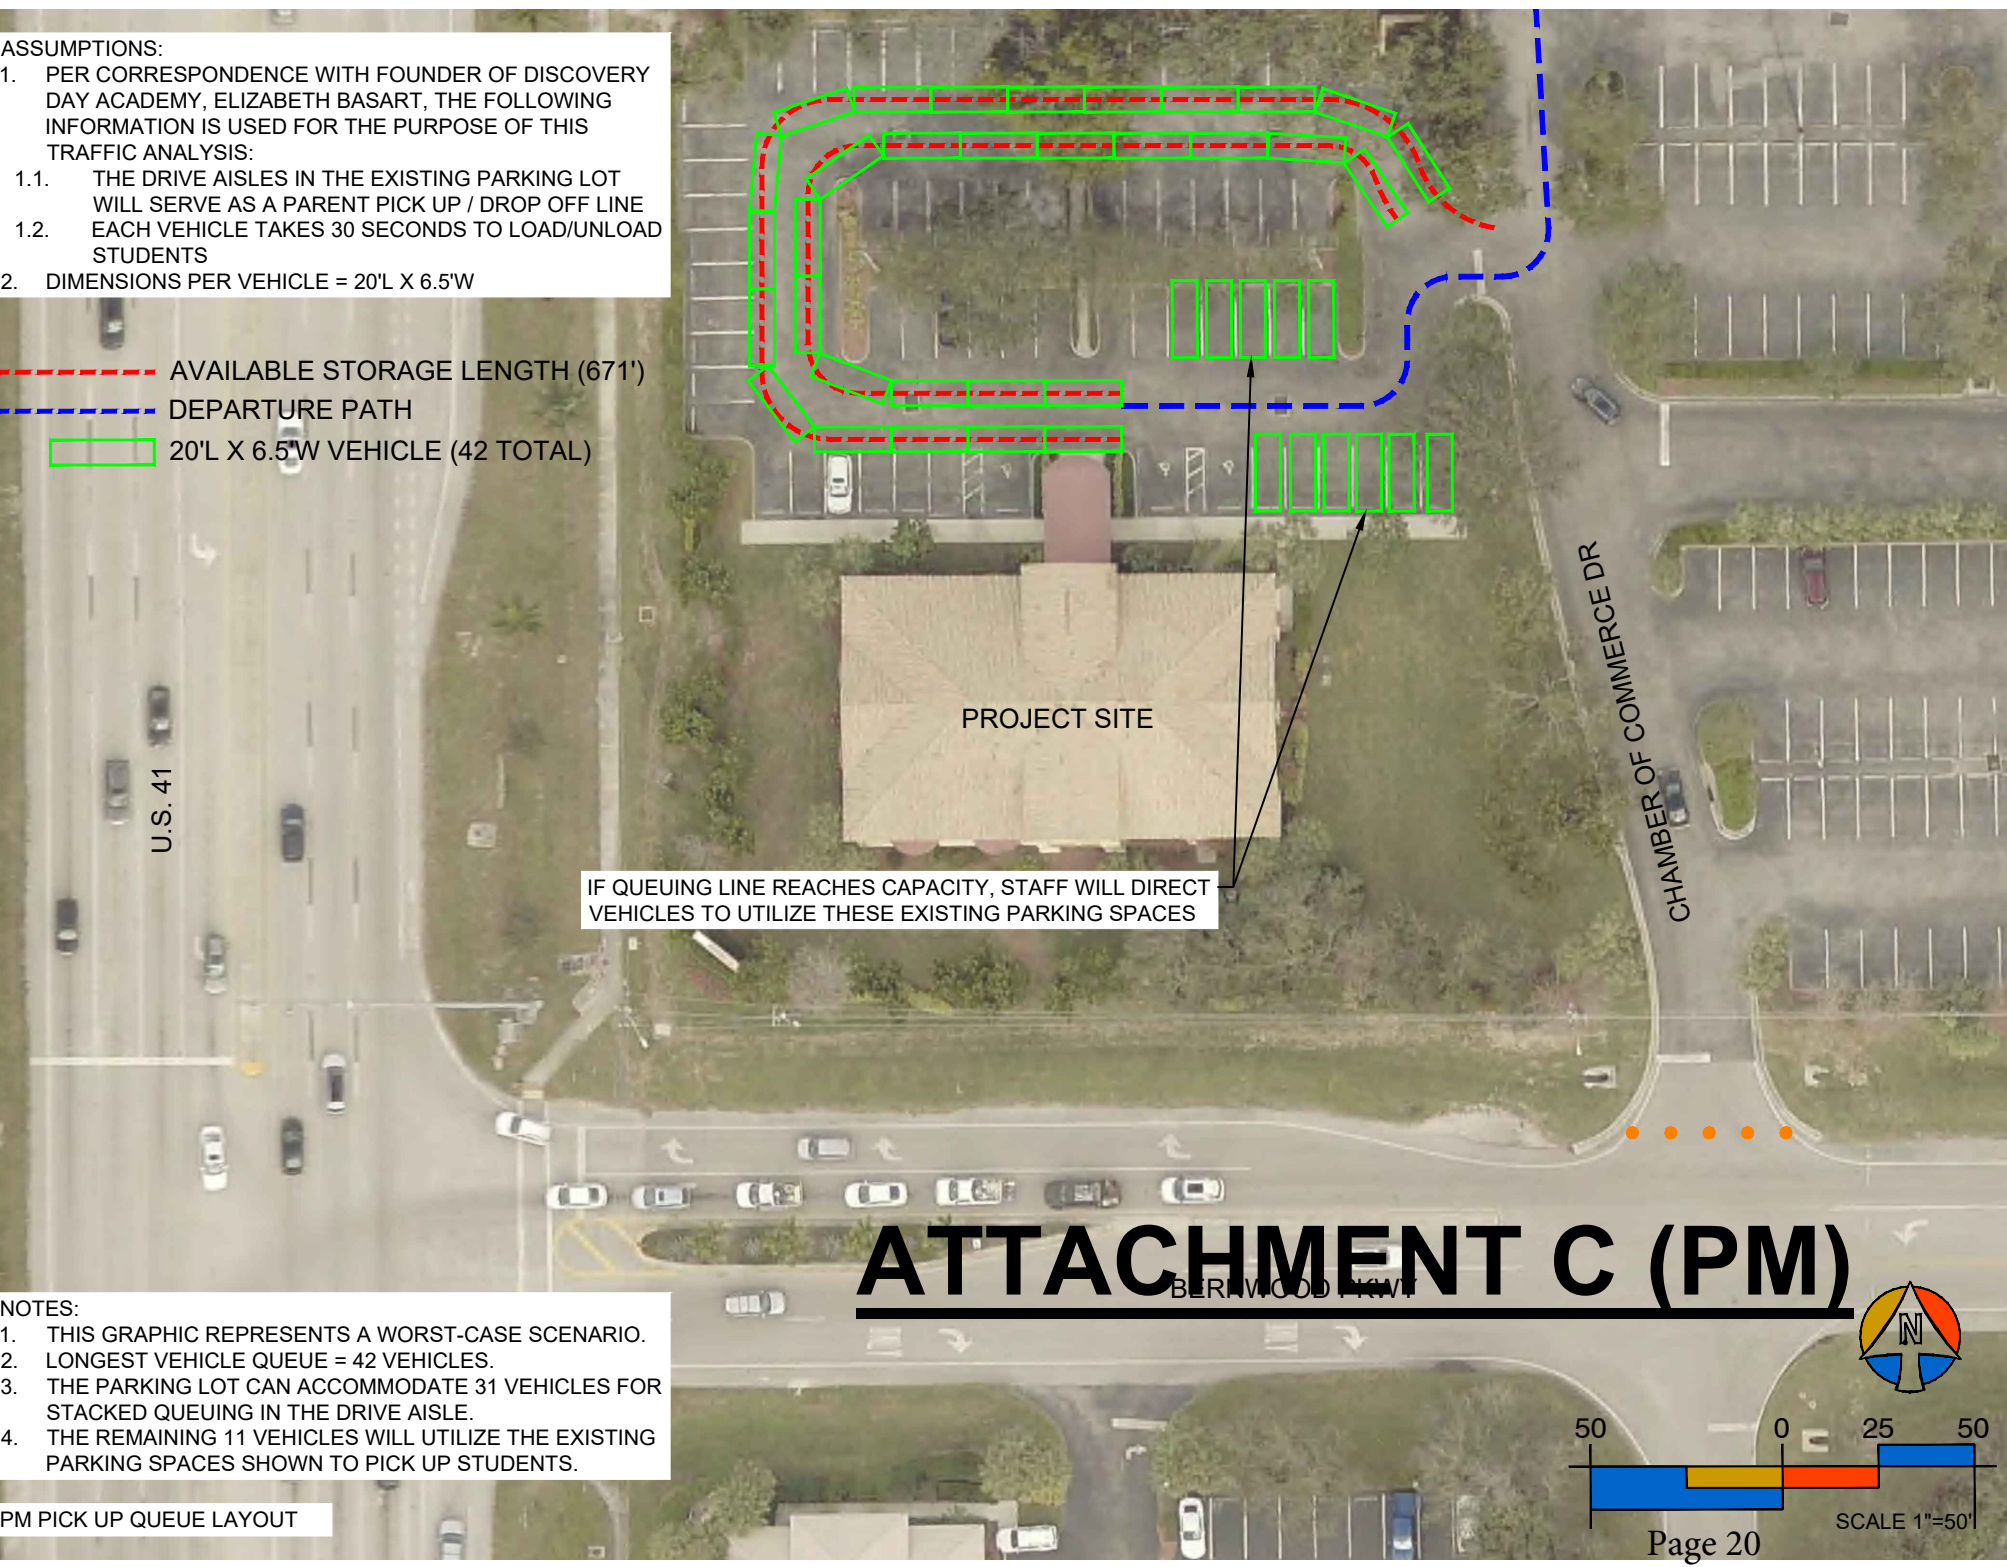 ASSUMPTIONS:
1. PER CORRESPONDENCE WITH FOUNDER OF DISCOVERY
DAY ACADEMY, ELIZABETH BASART, THE FOLLOWING
INFORMATION IS USED FOR THE PURPOSE OF THIS
TRAFFIC ANALYSIS:
1.1. THE DRIVE AISLES IN THE EXISTING PARKING LOT
WILL SERVE AS A PARENT PICK UP / DROP OFF LINE
1.2. EACH VEHICLE TAKES 30 SECONDS TO LOAD/UNLOAD
STUDENTS
2. DIMENSIONS PER VEHICLE = 20'L X 6.5'W
AVAILABLE STORAGE LENGTH (671')
DEPARTURE PATH
20'L X 6.5'W VEHICLE (42 TOTAL)
U.S. 41
PROJECT SITE
CHAMBER OF COMMERCE DR
IF QUEUING LINE REACHES CAPACITY, STAFF WILL DIRECT
VEHICLES TO UTILIZE THESE EXISTING PARKING SPACES
ATTACHMENT C (PM)
BERNWOOD PKWY
NOTES:
1. THIS GRAPHIC REPRESENTS A WORST-CASE SCENARIO.
2. LONGEST VEHICLE QUEUE = 42 VEHICLES.
3. THE PARKING LOT CAN ACCOMMODATE 31 VEHICLES FOR
STACKED QUEUING IN THE DRIVE AISLE.
4. THE REMAINING 11 VEHICLES WILL UTILIZE THE EXISTING
PARKING SPACES SHOWN TO PICK UP STUDENTS.
PM PICK UP QUEUE LAYOUT
N
50 0 25 50
SCALE 1"=50'
Page 20